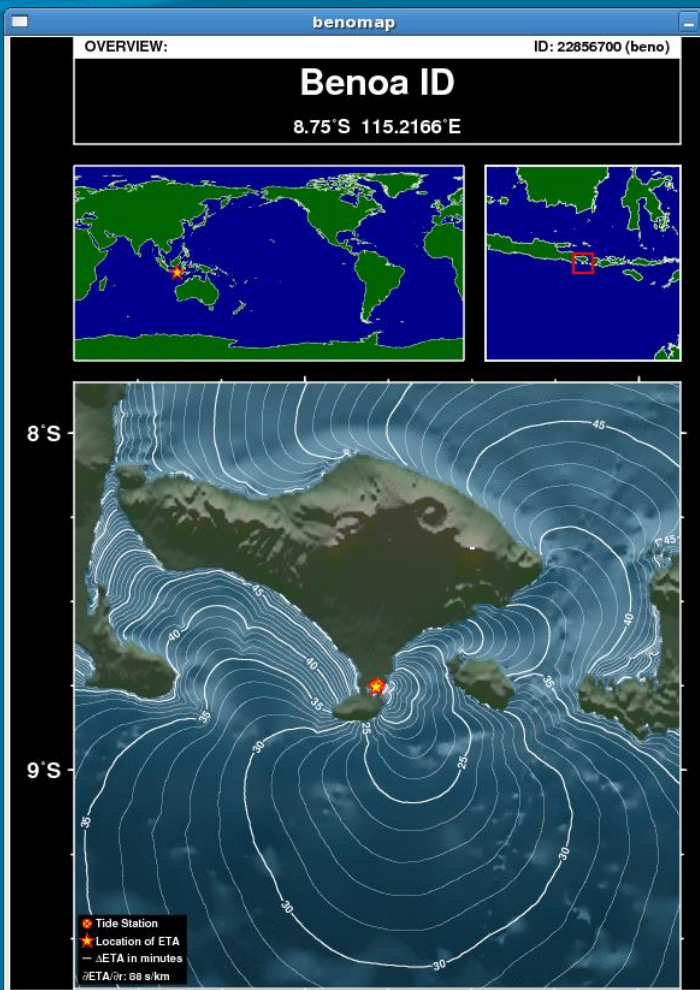 benomap
OVERVIEW: ID: 22856700 (beno)
Benoa ID
8.75°S 115.2166°E
8°S
45
45
45
40
40
40
35
35
35
25
30
25
9°S
35
30
30
30
Tide Station
Location of ETA
ΔETA in minutes
∂ETA/∂r: 88 s/km